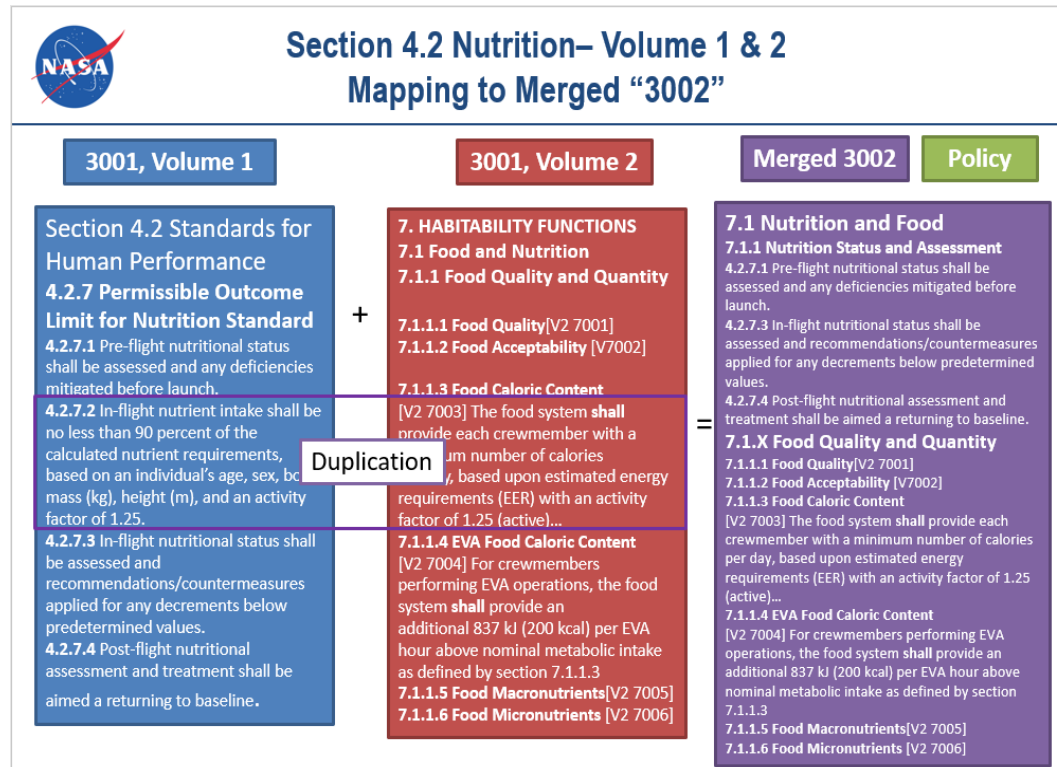 NASA
Section 4.2 Nutrition– Volume 1 & 2
Mapping to Merged “3002”
3001, Volume 1
3001, Volume 2
Merged 3002
Policy
Section 4.2 Standards for
Human Performance
4.2.7 Permissible Outcome
Limit for Nutrition Standard
4.2.7.1 Pre-flight nutritional status
shall be assessed and any deficiencies
mitigated before launch.
4.2.7.2 In-flight nutrient intake shall be
no less than 90 percent of the
calculated nutrient requirements,
based on an individual’s age, sex,
mass (kg), height (m), and an activity
factor of 1.25.
4.2.7.3 In-flight nutritional status shall
be assessed and
recommendations/countermeasures
applied for any decrements below
predetermined values.
4.2.7.4 Post-flight nutritional
assessment and treatment shall be
aimed a returning to baseline.
+
7. HABITABILITY FUNCTIONS
7.1 Food and Nutrition
7.1.1 Food Quality and Quantity
7.1.1.1 Food Quality[V2 7001]
7.1.1.2 Food Acceptability [V7002]
7.1.1.3 Food Caloric Content
[V2 7003] The food system shall
provide each crewmember with a
number of calories
based upon estimated energy
requirements (EER) with an activity
factor of 1.25 (active)…
7.1.1.4 EVA Food Caloric Content
[V2 7004] For crewmembers
performing EVA operations, the food
system shall provide an
additional 837 kJ (200 kcal) per EVA
hour above nominal metabolic intake
as defined by section 7.1.1.3
7.1.1.5 Food Macronutrients[V2 7005]
7.1.1.6 Food Micronutrients [V2 7006]
Duplication
=
7.1 Nutrition and Food
7.1.1 Nutrition Status and Assessment
4.2.7.1 Pre-flight nutritional status shall be
assessed and any deficiencies mitigated before
launch.
4.2.7.3 In-flight nutritional status shall be
assessed and recommendations/countermeasures
applied for any decrements below predetermined
values.
4.2.7.4 Post-flight nutritional assessment and
treatment shall be aimed a returning to baseline.
7.1.X Food Quality and Quantity
7.1.1.1 Food Quality[V2 7001]
7.1.1.2 Food Acceptability [V7002]
7.1.1.3 Food Caloric Content
[V2 7003] The food system shall provide each
crewmember with a minimum number of calories
per day, based upon estimated energy
requirements (EER) with an activity factor of 1.25
(active)…
7.1.1.4 EVA Food Caloric Content
[V2 7004] For crewmembers performing EVA
operations, the food system shall provide an
additional 837 kJ (200 kcal) per EVA hour above
nominal metabolic intake as defined by section
7.1.1.3
7.1.1.5 Food Macronutrients[V2 7005]
7.1.1.6 Food Micronutrients [V2 7006]